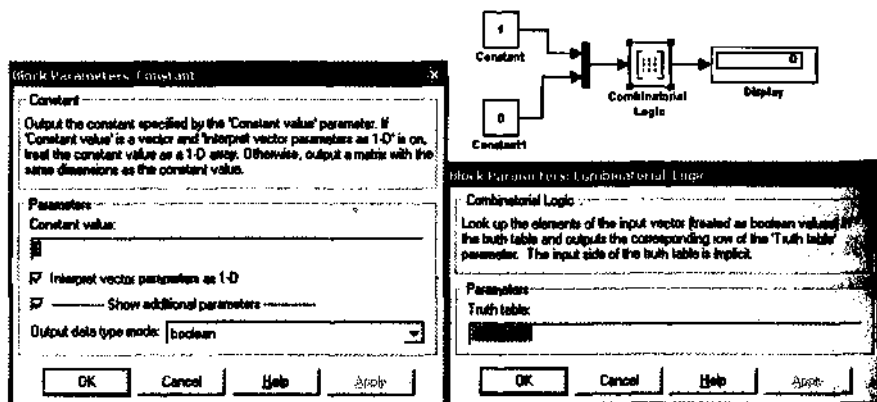 Block Parameters: Constant
Constant
Output the constant specified by the 'Constant value' parameter. If
'Constant value' is a vector and 'Interpret vector parameters as 1-D' is on,
treat the constant value as a 1-D array. Otherwise, output a matrix with the
same dimensions as the constant value.
Parameters
Constant value:
Interpret vector parameters as 1-D
Show additional parameters
Output data type mode: boolean
OK Cancel Help Apply
1
Constant
0
Constant1
Combinatorial
Logic
0
Display
Block Parameters: Combinatorial Logic
Combinatorial Logic
Look up the elements of the input vector (treated as boolean values) in
the truth table and outputs the corresponding row of the 'Truth table'
parameter. The input side of the truth table is implicit.
Parameters
Truth table:
OK Cancel Help Apply